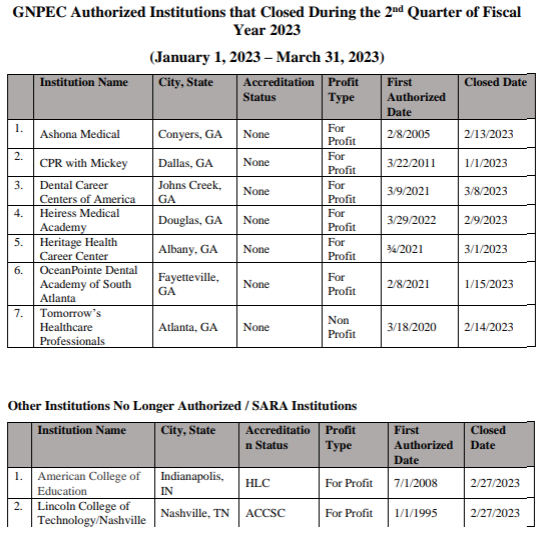 GNPEC Authorized Institutions that Closed During the 2nd Quarter of Fiscal
Year 2023
(January 1, 2023 – March 31, 2023)
Institution Name City, State Accreditation Status Profit Type First Authorized Date Closed Date
1. Ashona Medical Conyers, GA None For Profit 2/8/2005 2/13/2023
2. CPR with Mickey Dallas, GA None For Profit 3/22/2011 1/1/2023
3. Dental Career Centers of America Johns Creek, GA None For Profit 3/9/2021 3/8/2023
4. Heiress Medical Academy Douglas, GA None For Profit 3/29/2022 2/9/2023
5. Heritage Health Career Center Albany, GA None For Profit ¾/2021 3/1/2023
6. OceanPointe Dental Academy of South Atlanta Fayetteville, GA None For Profit 2/8/2021 1/15/2023
7. Tomorrow's Healthcare Professionals Atlanta, GA None Non Profit 3/18/2020 2/14/2023
Other Institutions No Longer Authorized / SARA Institutions
Institution Name City, State Accreditatio n Status Profit Type First Authorized Date Closed Date
1. American College of Education Indianapolis, IN HLC For Profit 7/1/2008 2/27/2023
2. Lincoln College of Technology/Nashville Nashville, TN ACCSC For Profit 1/1/1995 2/27/2023